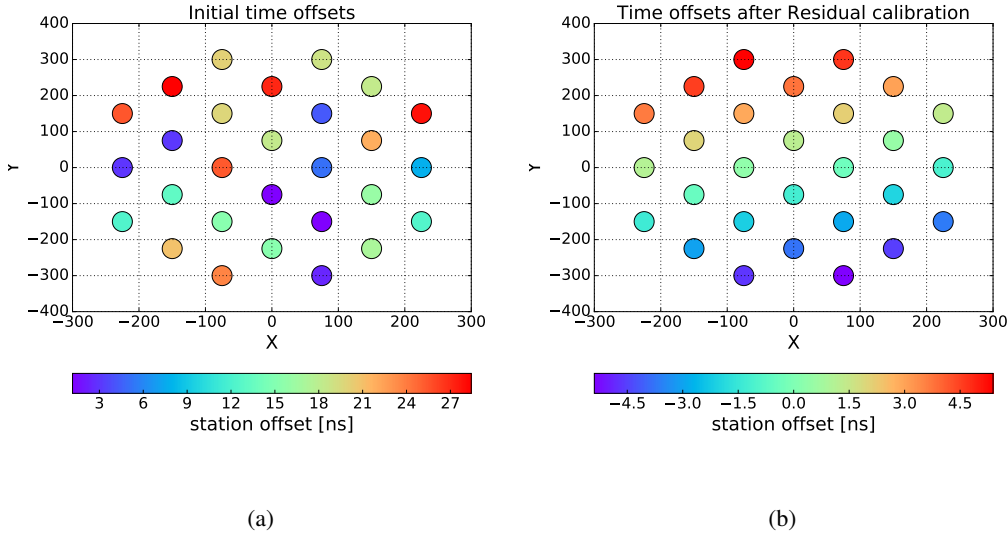 Initial time offsets
400
300
200
100
0
−100
−200
−300
−400
Y
−300 −200 −100 0 100 200 300
X
3 6 9 12 15 18 21 24 27
station offset [ns]
(a)
Time offsets after Residual calibration
400
300
200
100
0
−100
−200
−300
−400
Y
−300 −200 −100 0 100 200 300
X
−4.5 −3.0 −1.5 0.0 1.5 3.0 4.5
station offset [ns]
(b)